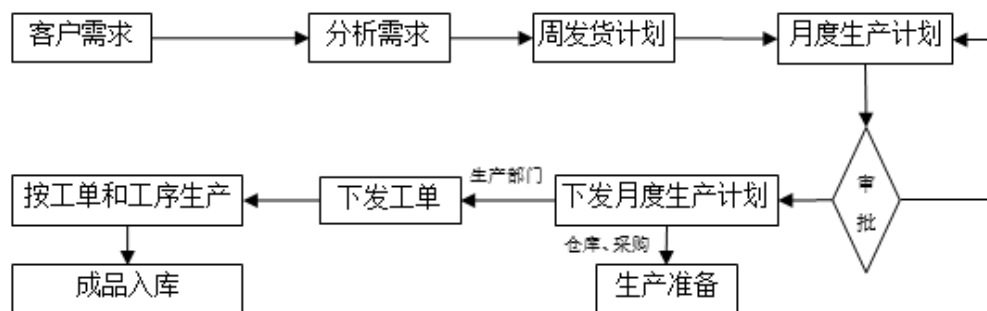 客户需求
分析需求
周发货计划
月度生产计划
审
批
生产部门
按工单和工序生产
下发工单
下发月度生产计划
仓库、采购
成品入库
生产准备